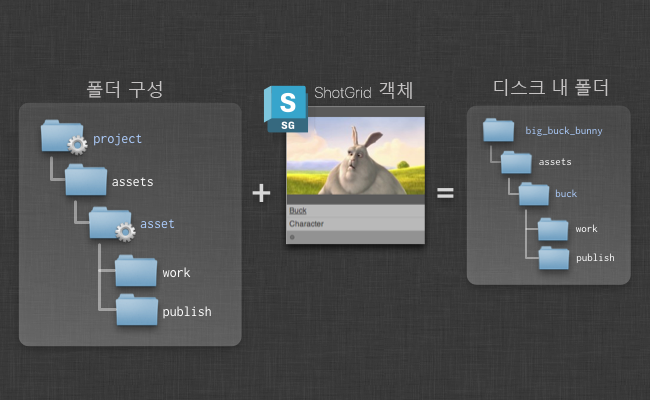 폴더 구성
project
assets
asset
work
publish
+
S
SG
ShotGrid 객체
Buck
Character
=
디스크 내 폴더
big_buck_bunny
assets
buck
work
publish